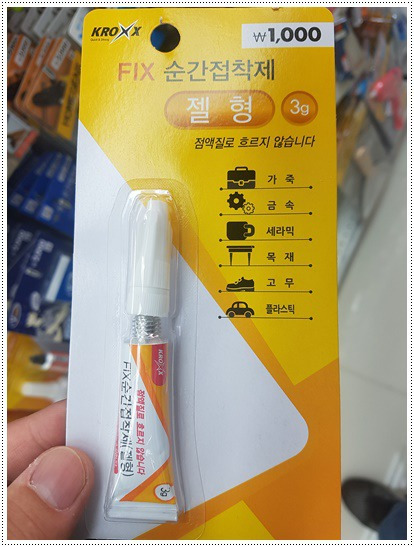 KROXX
₩1,000
FIX 순간접착제
젤 형
3g
점액질로 흐르지 않습니다
가 죽
금 속
세라믹
목 재
고 무
플라스틱
KROXX
점액질로 흐르지 않습니다
FIX순간접착제(젤형)
3g